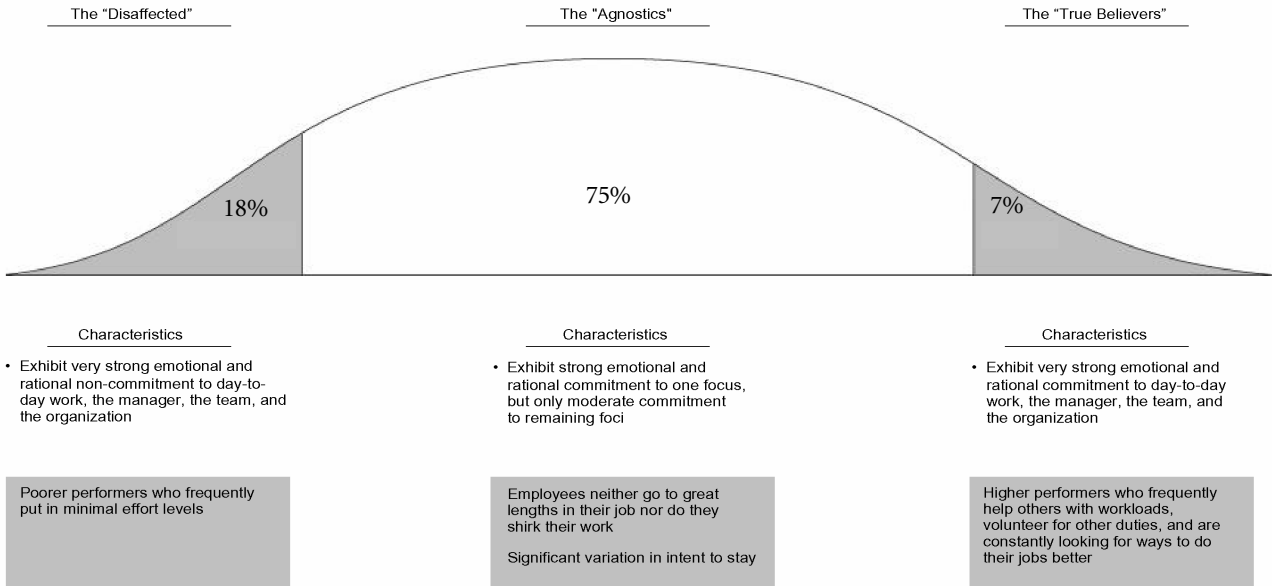 The “Disaffected”
The "Agnostics"
The “True Believers”
18%
75%
7%
Characteristics
• Exhibit very strong emotional and
rational non-commitment to day-to-
day work, the manager, the team, and
the organization
Poorer performers who frequently
put in minimal effort levels
Characteristics
• Exhibit strong emotional and
rational commitment to one focus,
but only moderate commitment
to remaining foci
Employees neither go to great
lengths in their job nor do they
shirk their work
Significant variation in intent to stay
Characteristics
• Exhibit very strong emotional and
rational commitment to day-to-day
work, the manager, the team, and
the organization
Higher performers who frequently
help others with workloads,
volunteer for other duties, and are
constantly looking for ways to do
their jobs better